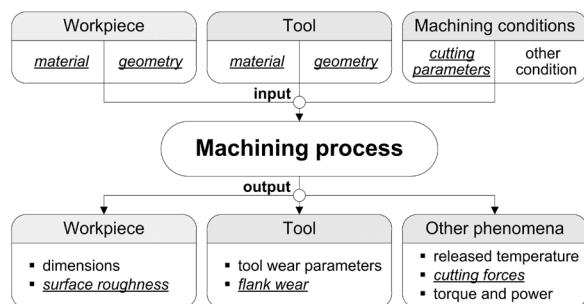 Workpiece
material geometry
Tool
material geometry
Machining conditions
cutting parameters
other condition
input
Machining process
output
Workpiece
▪ dimensions
▪ surface roughness
Tool
▪ tool wear parameters
▪ flank wear
Other phenomena
▪ released temperature
▪ cutting forces
▪ torque and power